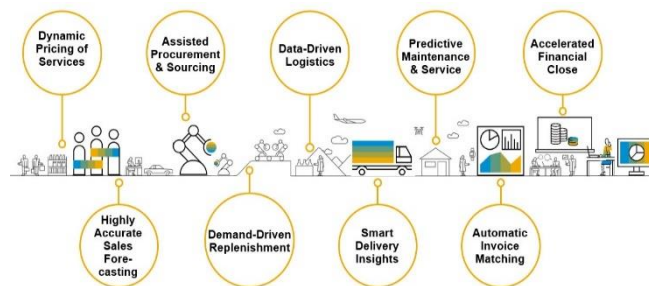 Dynamic
Pricing of
Services
Assisted
Procurement
& Sourcing
Data-Driven
Logistics
Predictive
Maintenance
& Service
Accelerated
Financial
Close
Highly
Accurate
Sales
Fore-
casting
Demand-Driven
Replenishment
Smart
Delivery
Insights
Automatic
Invoice
Matching